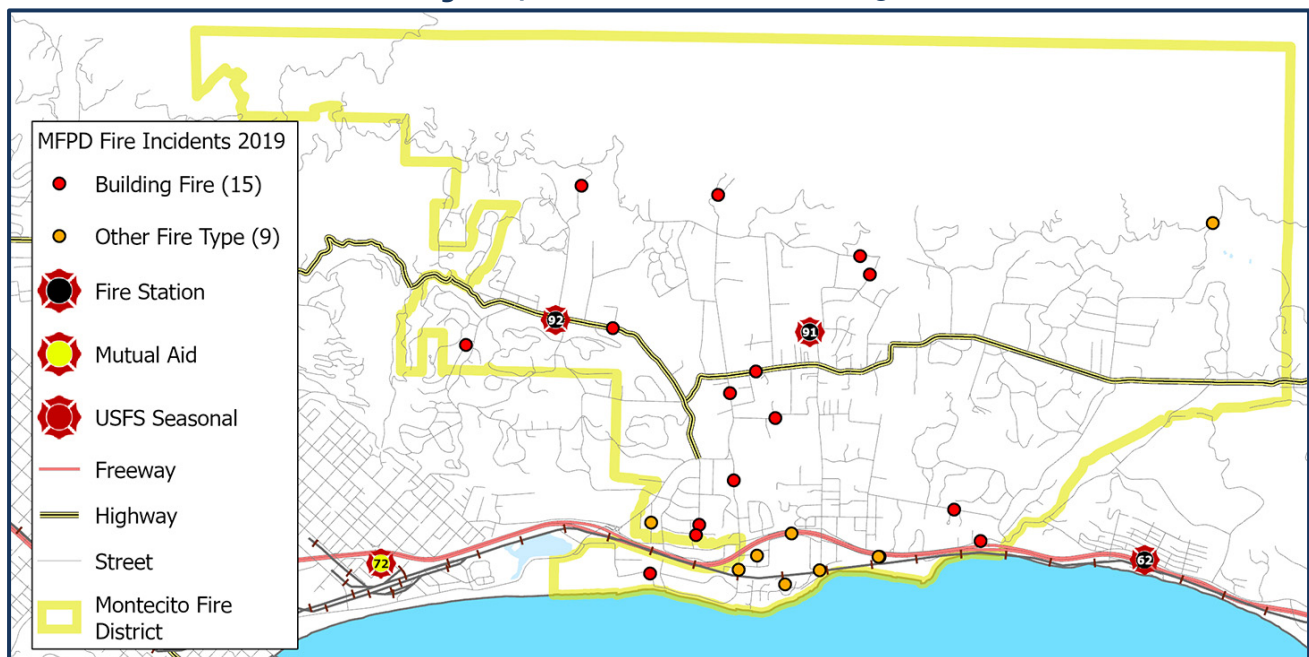 MFPD Fire Incidents 2019
Building Fire (15)
Other Fire Type (9)
Fire Station
Mutual Aid
USFS Seasonal
Freeway
Highway
Street
Montecito Fire
District
92
91
72
62